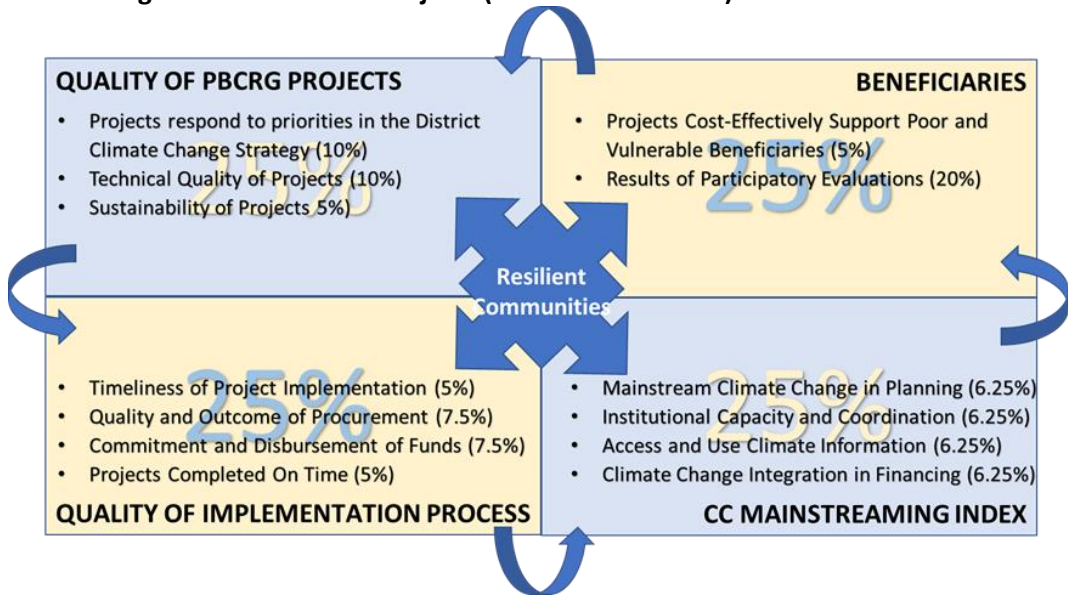 QUALITY OF PBCRG PROJECTS
• Projects respond to priorities in the District
Climate Change Strategy (10%)
• Technical Quality of Projects (10%)
• Sustainability of Projects 5%)
25%
BENEFICIARIES
• Projects Cost-Effectively Support Poor and
Vulnerable Beneficiaries (5%)
• Results of Participatory Evaluations (20%)
25%
Resilient
Communities
• Timeliness of Project Implementation (5%)
• Quality and Outcome of Procurement (7.5%)
• Commitment and Disbursement of Funds (7.5%)
• Projects Completed On Time (5%)
25%
QUALITY OF IMPLEMENTATION PROCESS
• Mainstream Climate Change in Planning (6.25%)
• Institutional Capacity and Coordination (6.25%)
• Access and Use Climate Information (6.25%)
• Climate Change Integration in Financing (6.25%)
25%
CC MAINSTREAMING INDEX